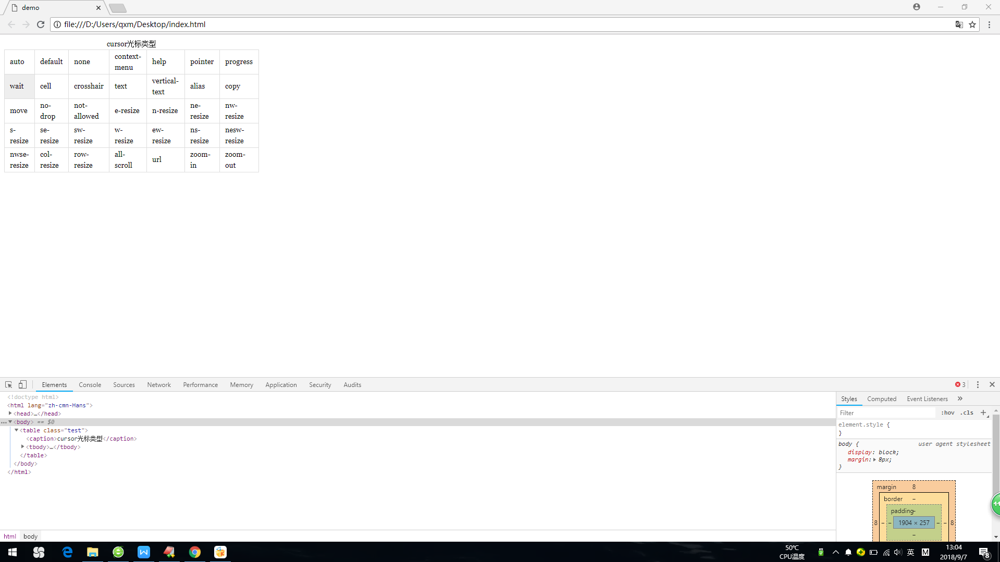 demo
file:///D:/Users/qxm/Desktop/index.html
cursor光标类型
auto default none context-menu help pointer progress
wait cell crosshair text vertical-text alias copy
move no-drop not-allowed e-resize n-resize ne-resize nw-resize
s-resize se-resize sw-resize w-resize ew-resize ns-resize nesw-resize
nwse-resize col-resize row-resize all-scroll url zoom-in zoom-out
Elements Console Sources Network Performance Memory Application Security Audits 3
<!doctype html>
<html lang="zh-cmn-Hans">
<head>…</head>
<body> == $0
<table class="test">
<caption>cursor光标类型</caption>
<tbody>…</tbody>
</table>
</body>
</html>
html body
Styles Computed Event Listeners »
Filter :hov .cls +
element.style {
}
body { user agent stylesheet
display: block;
margin: 8px;
}
margin 8
border –
padding –
8 – – 1904 × 257 – – 8
–
44
50℃
CPU温度
英
M
13:04
2018/9/7
8